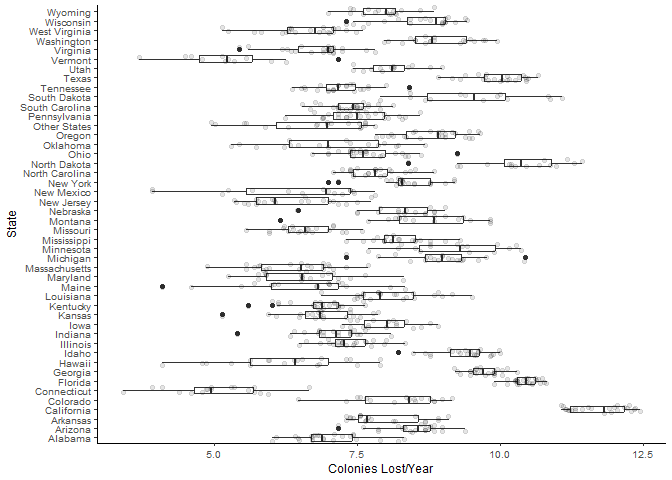 Wyoming
Wisconsin
West Virginia
Washington
Virginia
Vermont
Utah
Texas
Tennessee
South Dakota
South Carolina
Pennsylvania
Other States
Oregon
Oklahoma
Ohio
North Dakota
North Carolina
New York
New Mexico
New Jersey
Nebraska
Montana
Missouri
Mississippi
Minnesota
Michigan
Massachusetts
Maryland
Maine
Louisiana
Kentucky
Kansas
Iowa
Indiana
Illinois
Idaho
Hawaii
Georgia
Florida
Connecticut
Colorado
California
Arkansas
Arizona
Alabama
State
5.0 7.5 10.0 12.5
Colonies Lost/Year